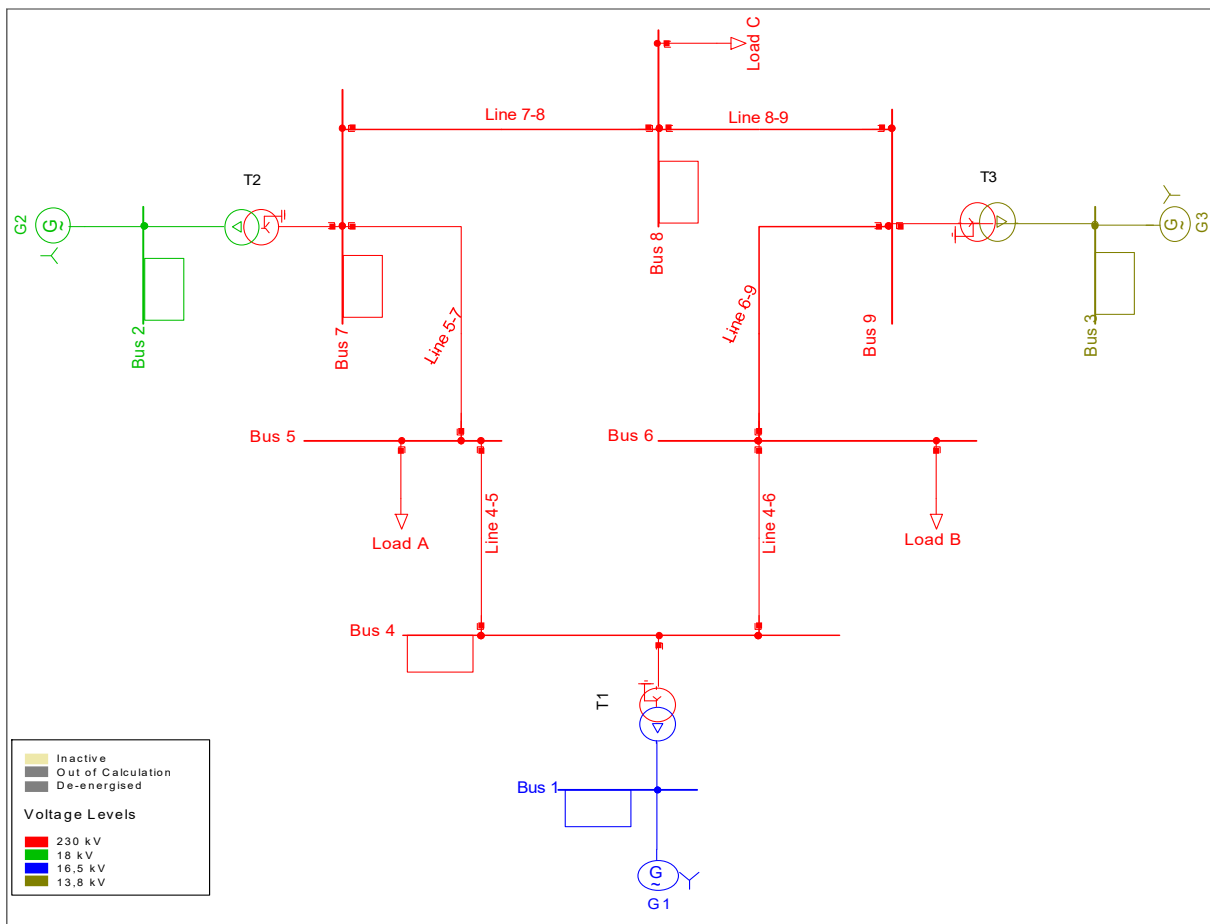 Load C
Line 7-8
Line 8-9
T2
T3
G2
G
~
Bus 2
Bus 7
Line 5-7
Bus 8
Line 6-9
Bus 9
Bus 3
G
~
G3
Bus 5
Bus 6
Load A
Line 4-5
Line 4-6
Load B
Bus 4
T1
Bus 1
G
~
G1
Inactive
Out of Calculation
De-energised
Voltage Levels
230 kV
18 kV
16,5 kV
13,8 kV